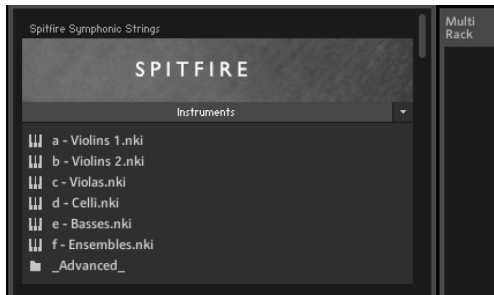 Spitfire Symphonic Strings
SPITFIRE
Instruments
a - Violins 1.nki
b - Violins 2.nki
c - Violas.nki
d - Celli.nki
e - Basses.nki
f - Ensembles.nki
_Advanced_
Multi
Rack